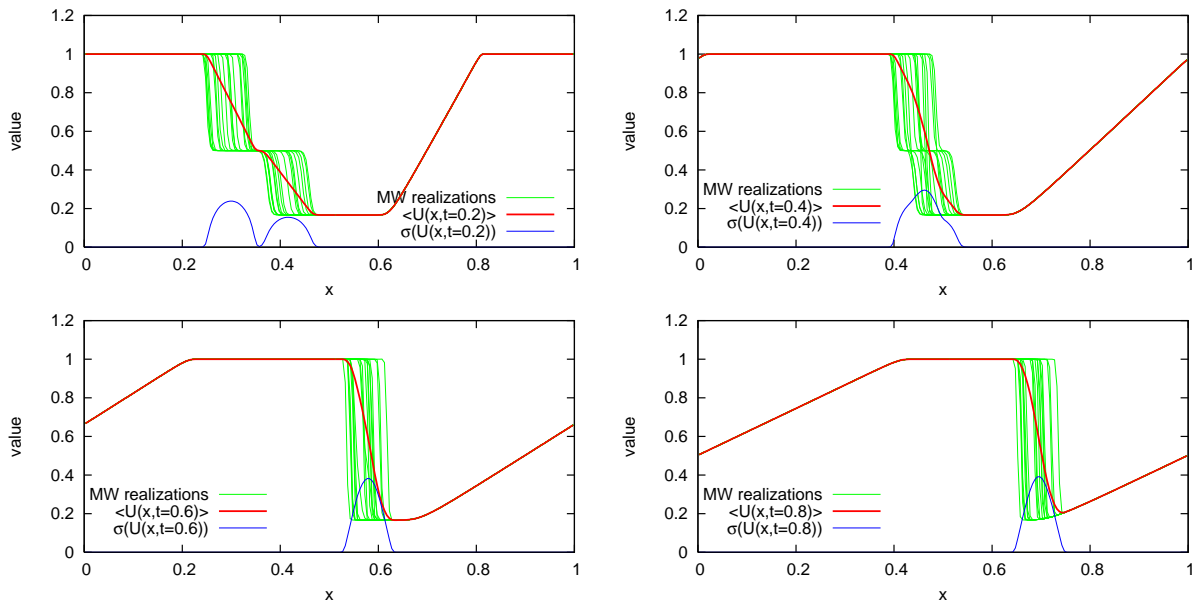 1.2
1
0.8
0.6
0.4
0.2
0
value
MW realizations
<U(x,t=0.2)>
σ(U(x,t=0.2))
0 0.2 0.4 0.6 0.8 1
x
1.2
1
0.8
0.6
0.4
0.2
0
value
MW realizations
<U(x,t=0.4)>
σ(U(x,t=0.4))
0 0.2 0.4 0.6 0.8 1
x
1.2
1
0.8
0.6
0.4
0.2
0
value
MW realizations
<U(x,t=0.6)>
σ(U(x,t=0.6))
0 0.2 0.4 0.6 0.8 1
x
1.2
1
0.8
0.6
0.4
0.2
0
value
MW realizations
<U(x,t=0.8)>
σ(U(x,t=0.8))
0 0.2 0.4 0.6 0.8 1
x